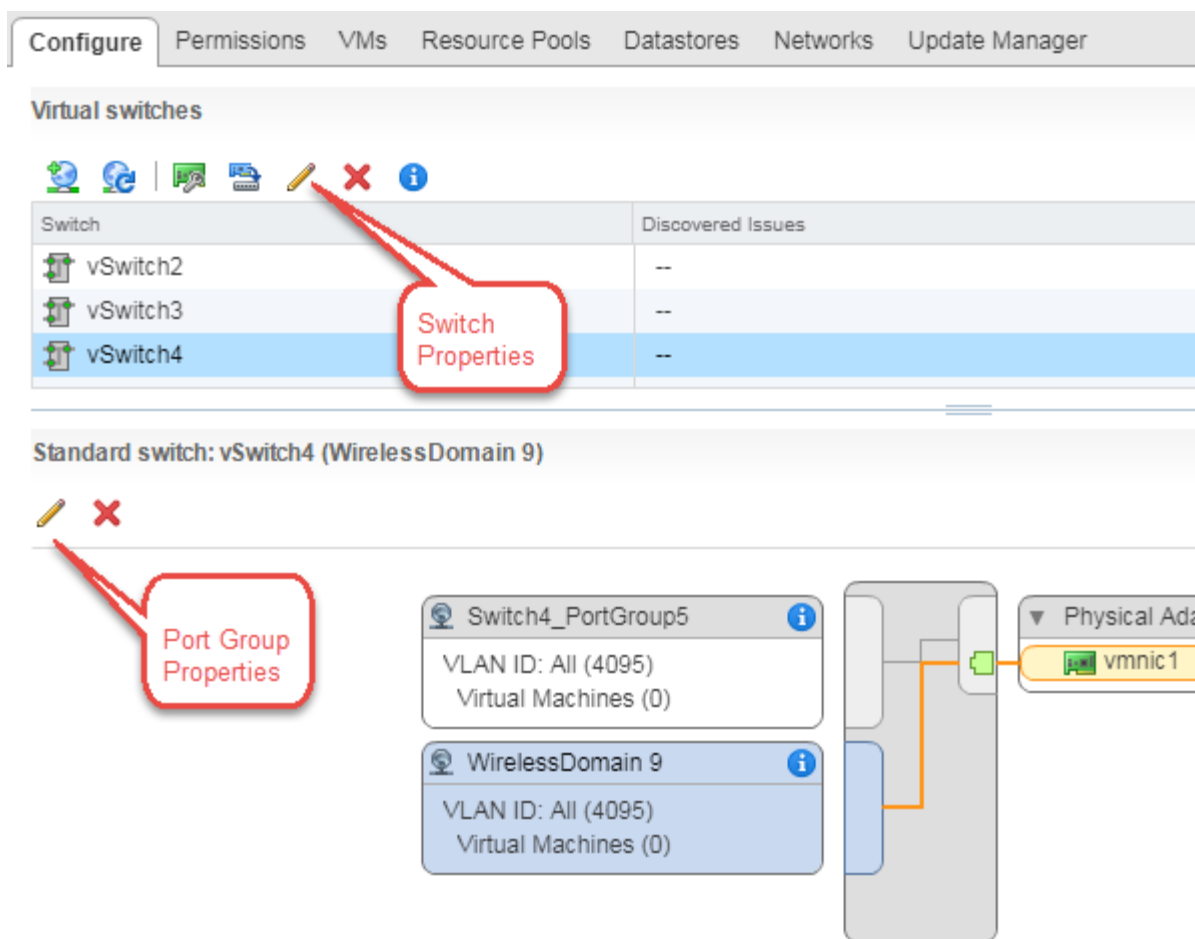 Configure Permissions VMs Resource Pools Datastores Networks Update Manager
Virtual switches
Switch Discovered Issues
vSwitch2 --
vSwitch3 --
vSwitch4 --
Switch
Properties
Standard switch: vSwitch4 (WirelessDomain 9)
Port Group
Properties
Switch4_PortGroup5
VLAN ID: All (4095)
Virtual Machines (0)
WirelessDomain 9
VLAN ID: All (4095)
Virtual Machines (0)
Physical Ada
vmnic1